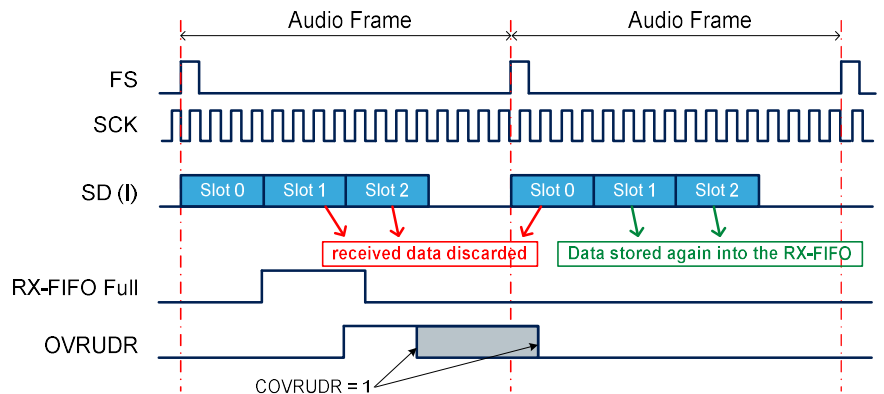 Audio Frame
Audio Frame
FS
SCK
SD (I)
Slot 0
Slot 1
Slot 2
Slot 0
Slot 1
Slot 2
received data discarded
Data stored again into the RX-FIFO
RX-FIFO Full
OVRUDR
COVRUDR = 1